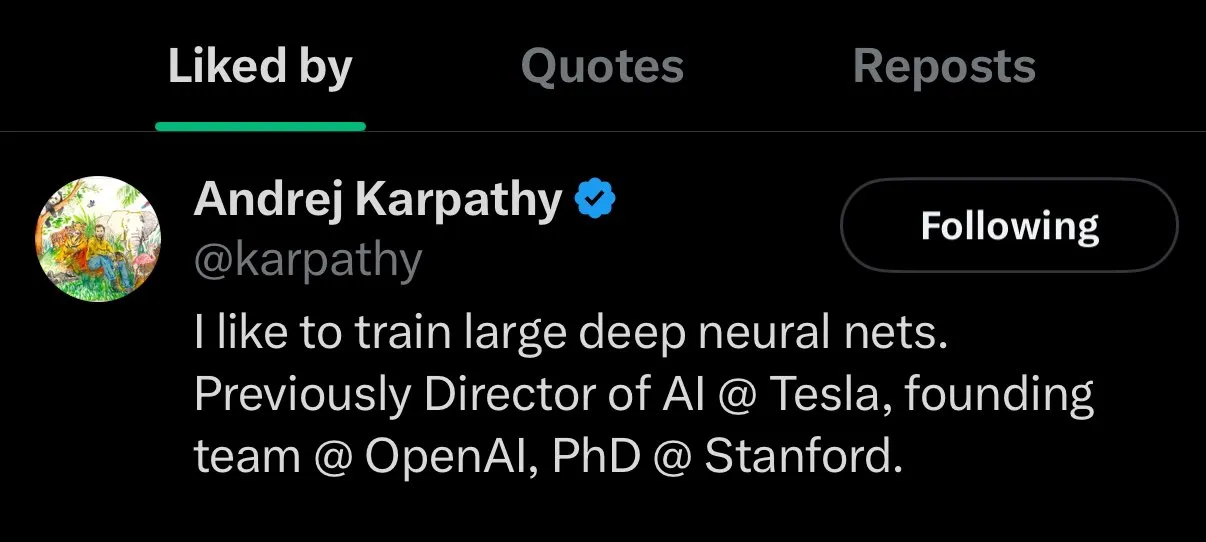 Liked by Quotes Reposts
Andrej Karpathy
@karpathy
Following
I like to train large deep neural nets.
Previously Director of AI @ Tesla, founding
team @ OpenAI, PhD @ Stanford.